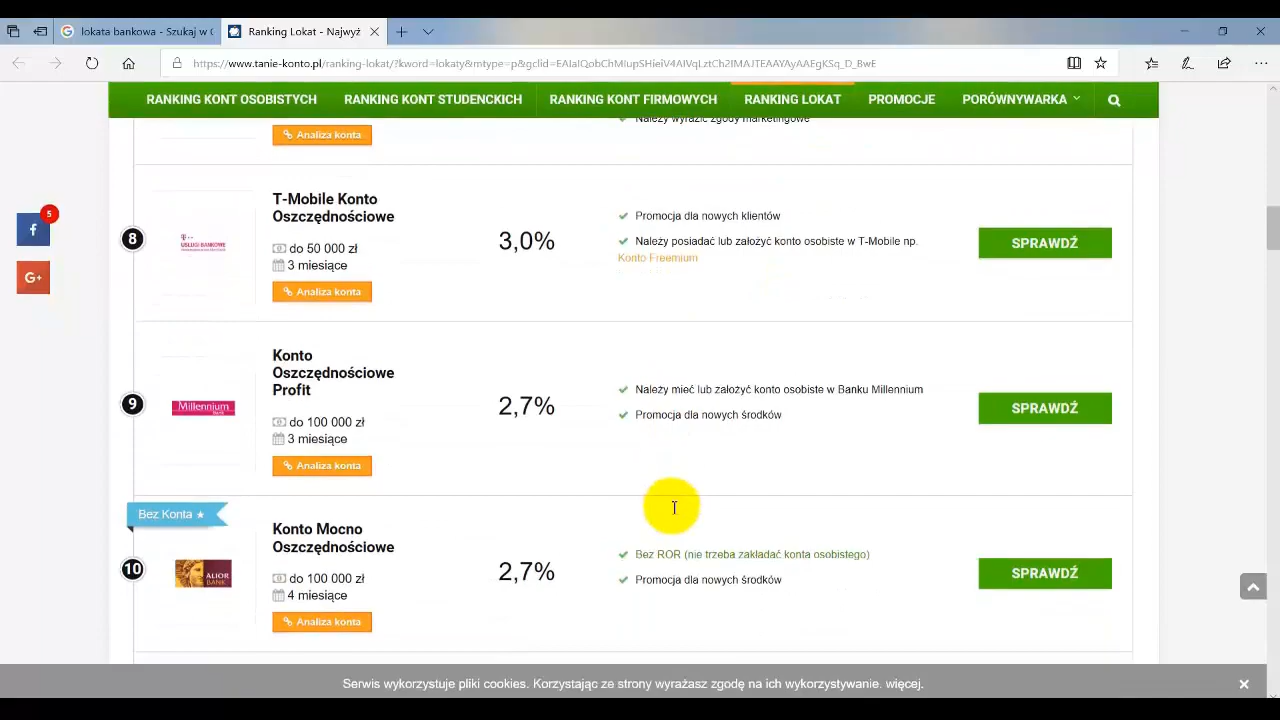 lokata bankowa - Szukaj w G
Ranking Lokat - Najwyż
https://www.tanie-konto.pl/ranking-lokat/?kword=lokaty&mtype=p&gclid=EAIaIQobChMIupSHieiV4AIVqLztCh2IMAJTEAAYAyAAEgKSq_D_BwE
RANKING KONT OSOBISTYCH RANKING KONT STUDENCKICH RANKING KONT FIRMOWYCH RANKING LOKAT PROMOCJE PORÓWNYWARKA
Należy wyrazić zgody marketingowe
Analiza konta
5
f
G+
8
T-Mobile Konto
Oszczędnościowe
T
USŁUGI BANKOWE
do 50 000 zł
3 miesiące
Analiza konta
3,0%
Promocja dla nowych klientów
Należy posiadać lub założyć konto osobiste w T-Mobile np.
Konto Freemium
SPRAWDŹ
9
Millennium
bank
Konto
Oszczędnościowe
Profit
do 100 000 zł
3 miesiące
Analiza konta
2,7%
Należy mieć lub założyć konto osobiste w Banku Millennium
Promocja dla nowych środków
SPRAWDŹ
Bez Konta
10
ALIOR
BANK
Konto Mocno
Oszczędnościowe
do 100 000 zł
4 miesiące
Analiza konta
2,7%
Bez ROR (nie trzeba zakładać konta osobistego)
Promocja dla nowych środków
SPRAWDŹ
Serwis wykorzystuje pliki cookies. Korzystając ze strony wyrażasz zgodę na ich wykorzystywanie. więcej.